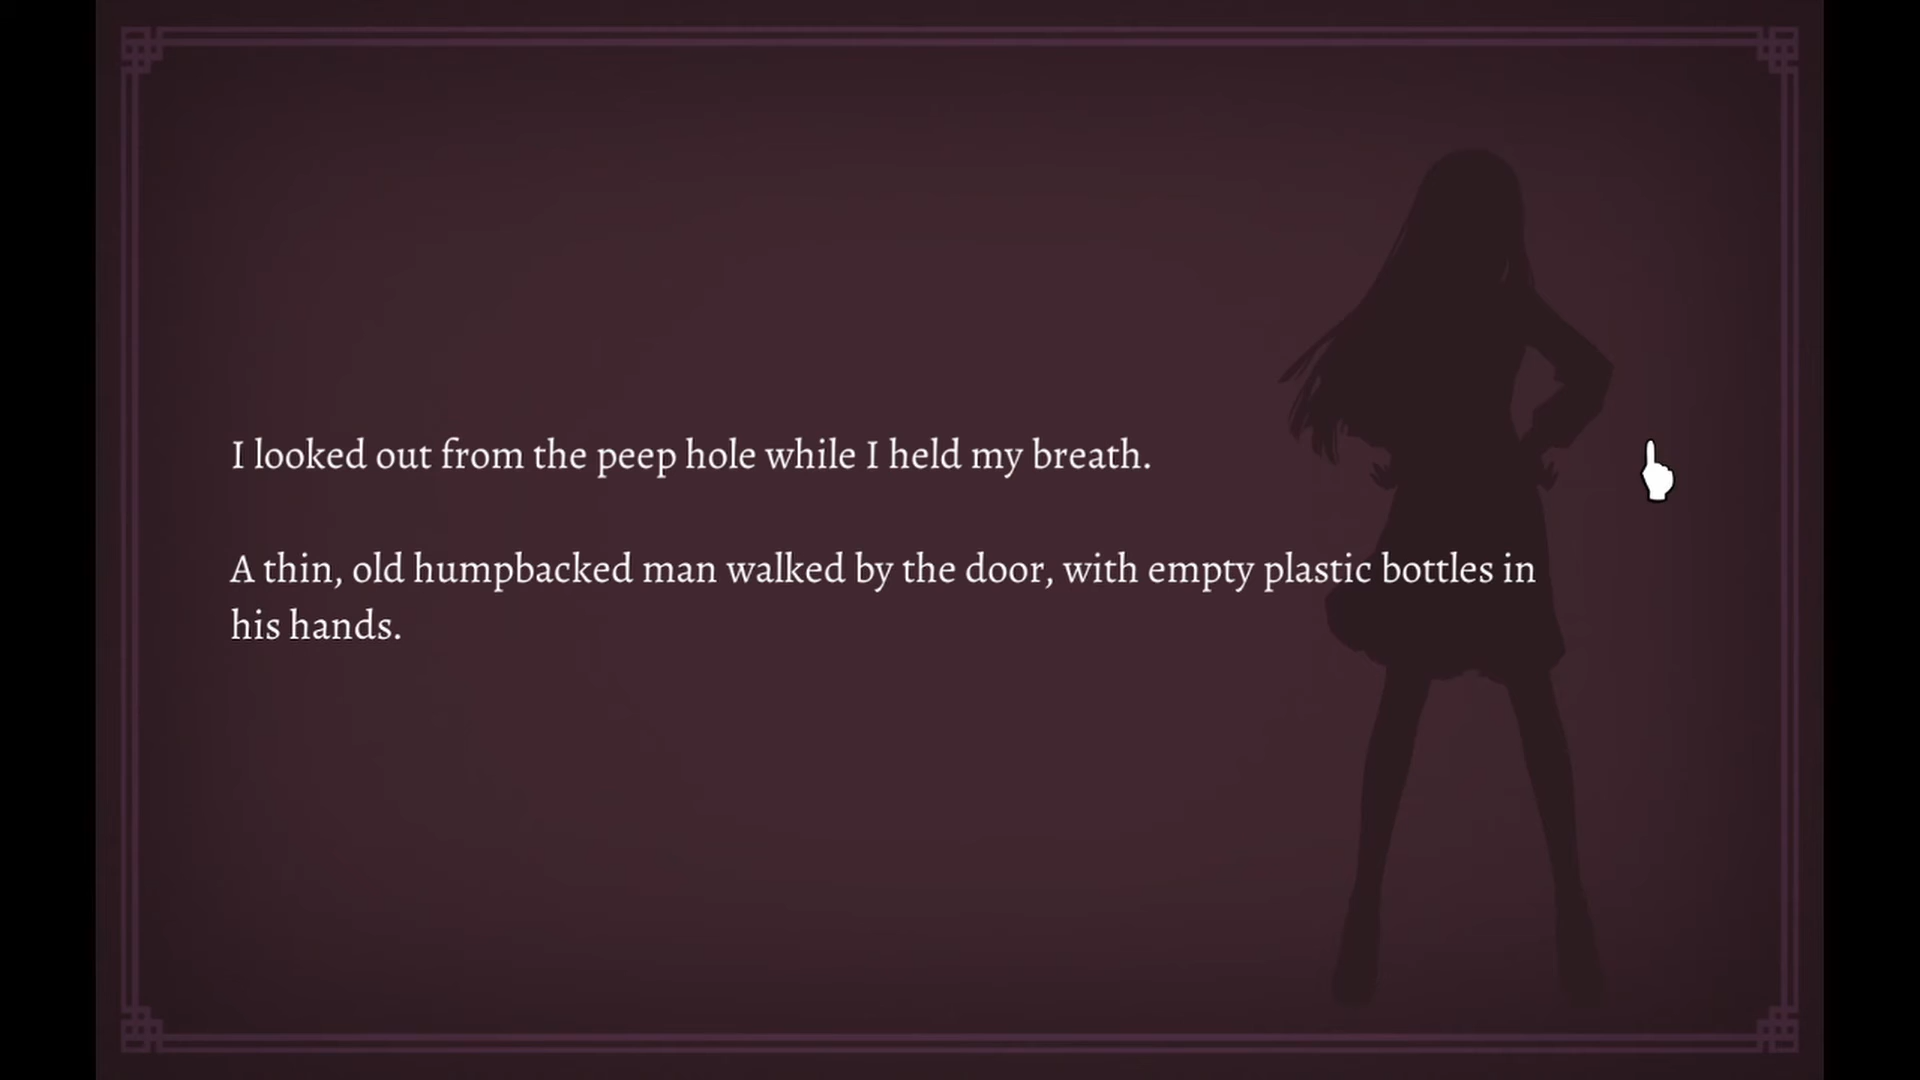 I looked out from the peep hole while I held my breath.
A thin, old humpbacked man walked by the door, with empty plastic bottles in
his hands.